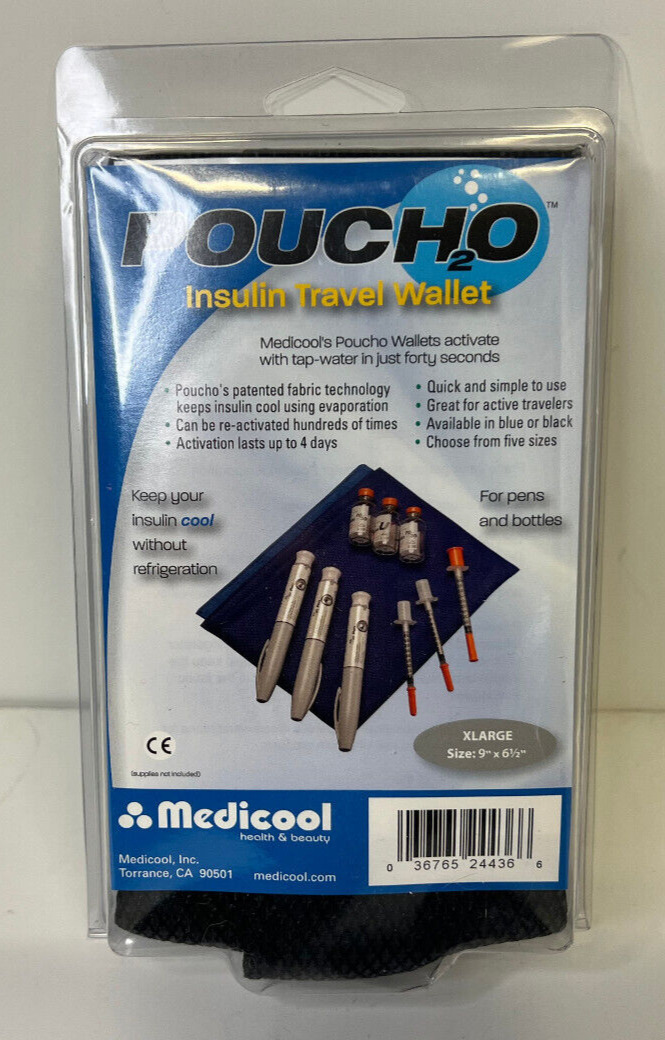 POUCH2O™
Insulin Travel Wallet
Medicool's Poucho Wallets activate
with tap-water in just forty seconds
• Poucho's patented fabric technology
keeps insulin cool using evaporation
• Can be re-activated hundreds of times
• Activation lasts up to 4 days
• Quick and simple to use
• Great for active travelers
• Available in blue or black
• Choose from five sizes
Keep your
insulin cool
without
refrigeration
For pens
and bottles
XLARGE
Size: 9" x 6½"
CE
(supplies not included)
Medicool
health & beauty
Medicool, Inc.
Torrance, CA 90501 medicool.com
0 36765 24436 6